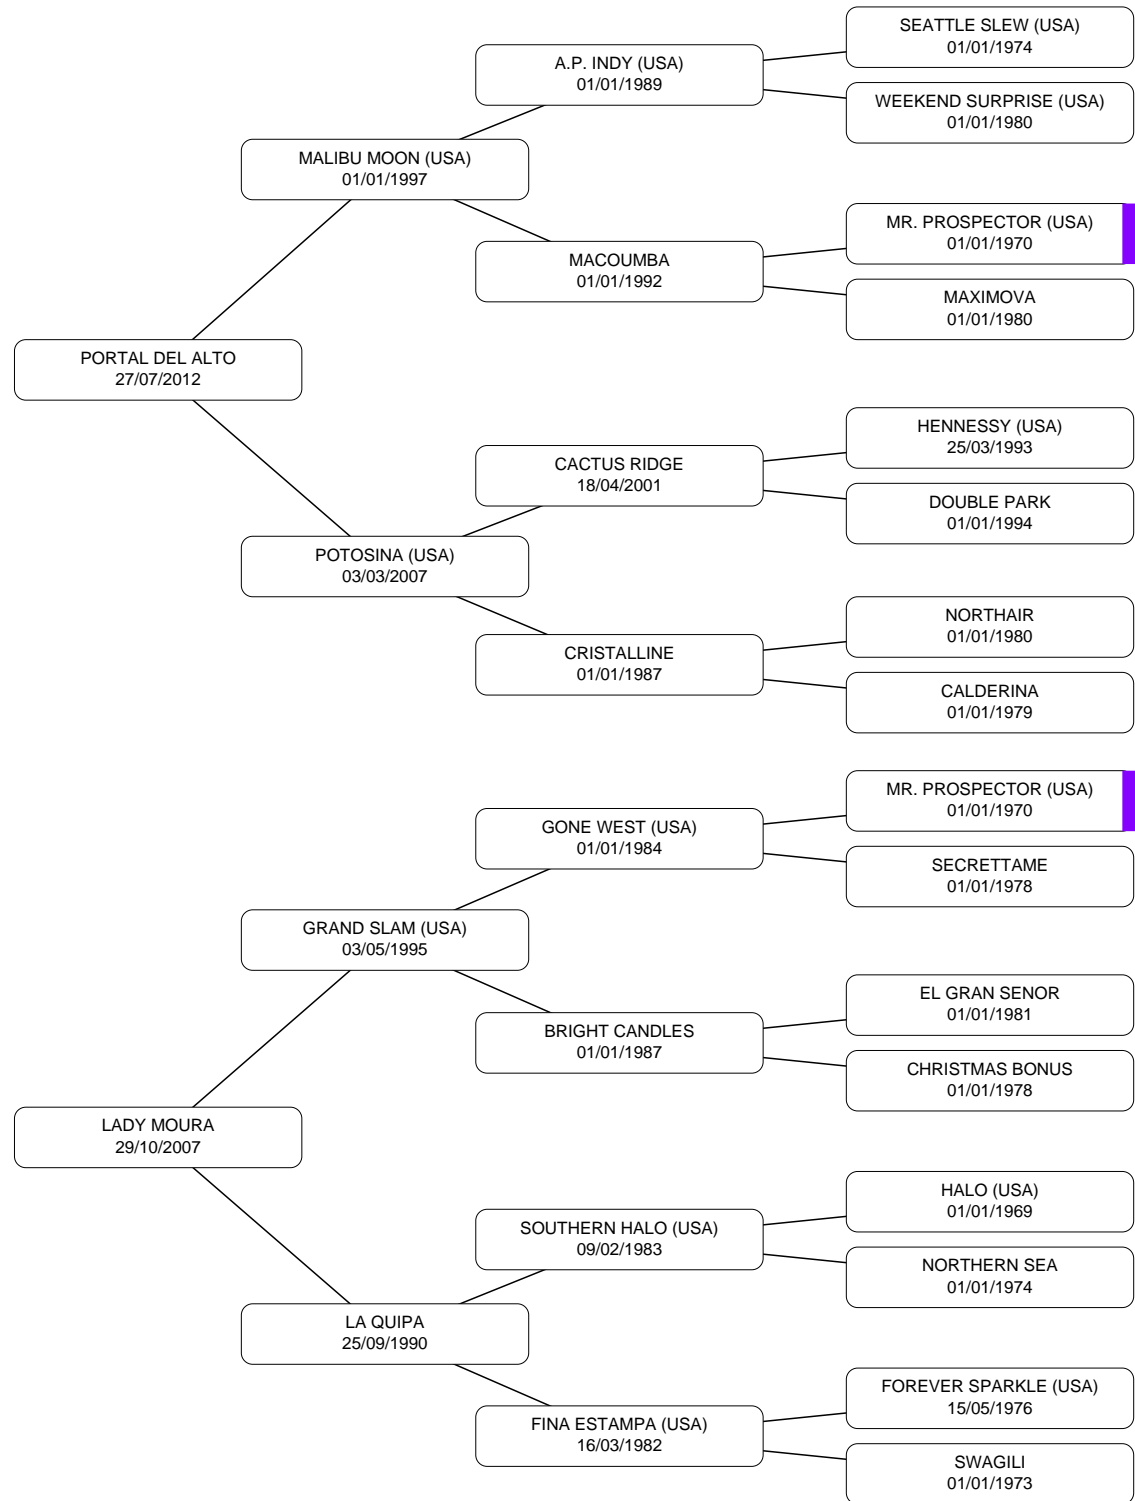 SEATTLE SLEW (USA)
01/01/1974
A.P. INDY (USA)
01/01/1989
WEEKEND SURPRISE (USA)
01/01/1980
MALIBU MOON (USA)
01/01/1997
MR. PROSPECTOR (USA)
01/01/1970
MACOUMBA
01/01/1992
MAXIMOVA
01/01/1980
PORTAL DEL ALTO
27/07/2012
HENNESSY (USA)
25/03/1993
CACTUS RIDGE
18/04/2001
DOUBLE PARK
01/01/1994
POTOSINA (USA)
03/03/2007
NORTHAIR
01/01/1980
CRISTALLINE
01/01/1987
CALDERINA
01/01/1979
MR. PROSPECTOR (USA)
01/01/1970
GONE WEST (USA)
01/01/1984
SECRETTAME
01/01/1978
GRAND SLAM (USA)
03/05/1995
EL GRAN SENOR
01/01/1981
BRIGHT CANDLES
01/01/1987
CHRISTMAS BONUS
01/01/1978
LADY MOURA
29/10/2007
HALO (USA)
01/01/1969
SOUTHERN HALO (USA)
09/02/1983
NORTHERN SEA
01/01/1974
LA QUIPA
25/09/1990
FOREVER SPARKLE (USA)
15/05/1976
FINA ESTAMPA (USA)
16/03/1982
SWAGILI
01/01/1973